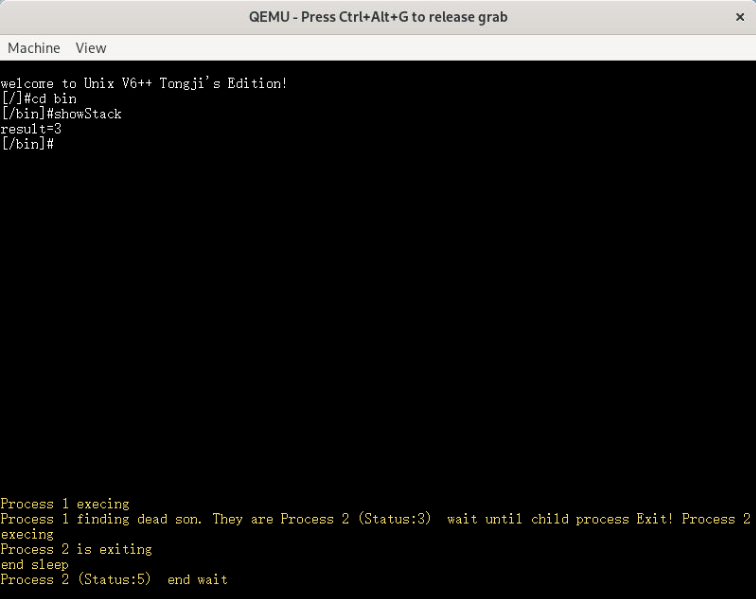 QEMU - Press Ctrl+Alt+G to release grab
Machine View
welcome to Unix V6++ Tongji's Edition!
[/]#cd bin
[/bin]#showStack
result=3
[/bin]#
Process 1 execing
Process 1 finding dead son. They are Process 2 (Status:3)  wait until child process Exit! Process 2
execing
Process 2 is exiting
end sleep
Process 2 (Status:5)  end wait